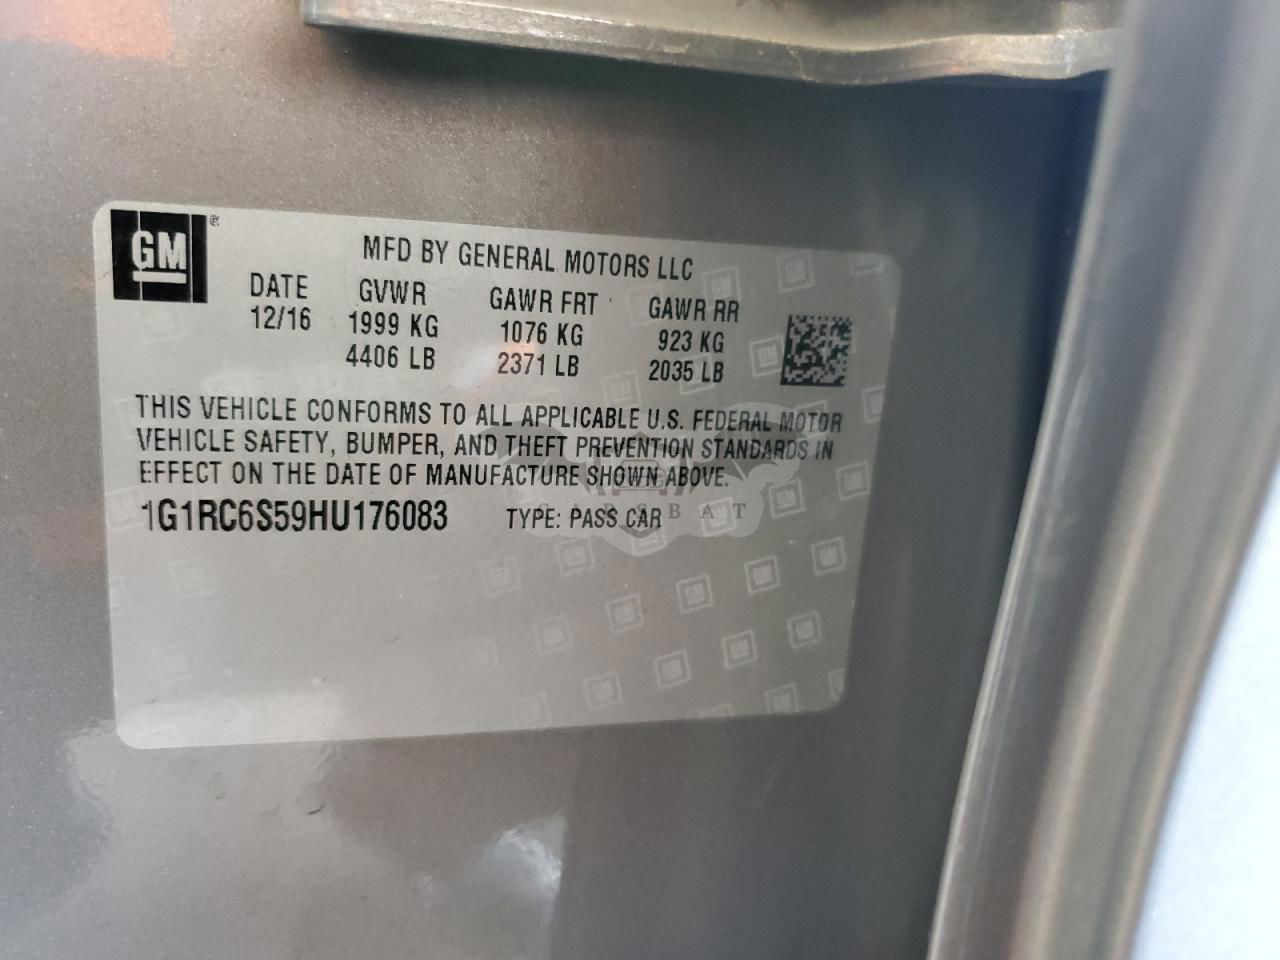 GM ®
MFD BY GENERAL MOTORS LLC
DATE GVWR GAWR FRT GAWR RR
12/16 1999 KG 1076 KG 923 KG
4406 LB 2371 LB 2035 LB
THIS VEHICLE CONFORMS TO ALL APPLICABLE U.S. FEDERAL MOTOR
VEHICLE SAFETY, BUMPER, AND THEFT PREVENTION STANDARDS IN
EFFECT ON THE DATE OF MANUFACTURE SHOWN ABOVE.
1G1RC6S59HU176083 TYPE: PASS CAR
CARSBAT